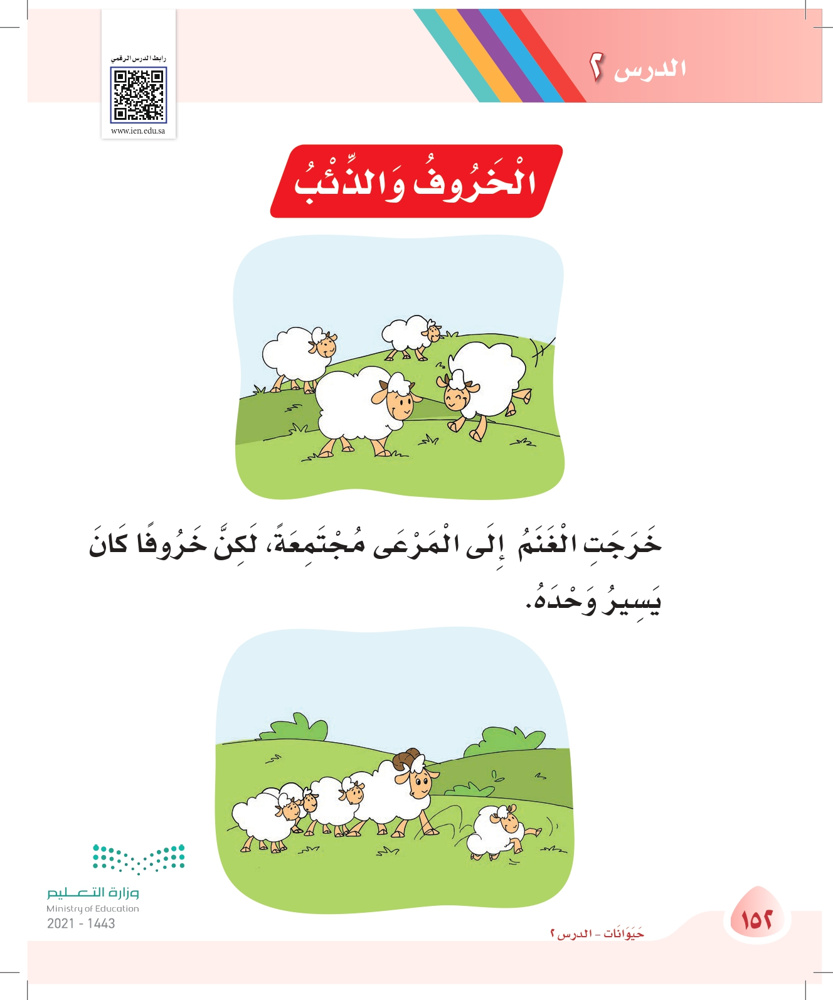 الدرس ٢
رابط الدرس الرقمي
www.ien.edu.sa
الْخَرُوفُ وَالذِّئْبُ
خَرَجَتِ الْغَنَمُ إِلَى الْمَرْعَى مُجْتَمِعَةً، لَكِنَّ خَرُوفًا كَانَ
يَسِيرُ وَحْدَهُ.
وزارة التعـــليم
Ministry of Education
2021 - 1443
١٥٢
حَيَوَانَات - الدرس ٢